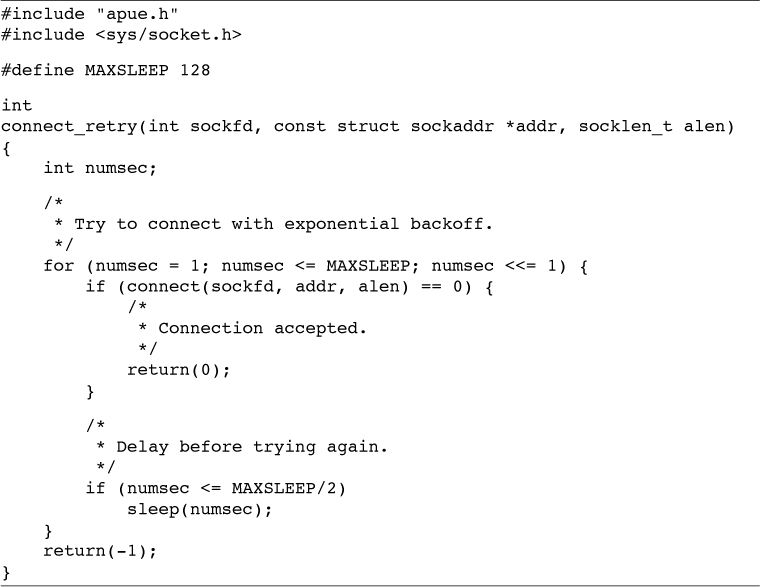 #include "apue.h"
#include <sys/socket.h>
#define MAXSLEEP 128
int
connect_retry(int sockfd, const struct sockaddr *addr, socklen_t alen)
{
    int numsec;
    /*
     * Try to connect with exponential backoff.
     */
    for (numsec = 1; numsec <= MAXSLEEP; numsec <<= 1) {
        if (connect(sockfd, addr, alen) == 0) {
            /*
             * Connection accepted.
             */
            return(0);
        }
        /*
         * Delay before trying again.
         */
        if (numsec <= MAXSLEEP/2)
            sleep(numsec);
    }
    return(-1);
}